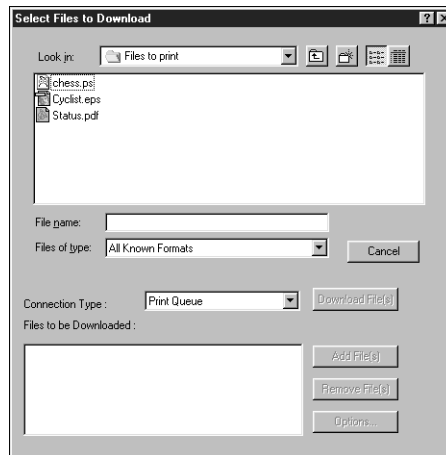 Select Files to Download
Look in: Files to print
chess.ps
Cyclist.eps
Status.pdf
File name:
Files of type: All Known Formats
Cancel
Connection Type : Print Queue
Download File(s)
Files to be Downloaded :
Add File(s)
Remove File(s)
Options...